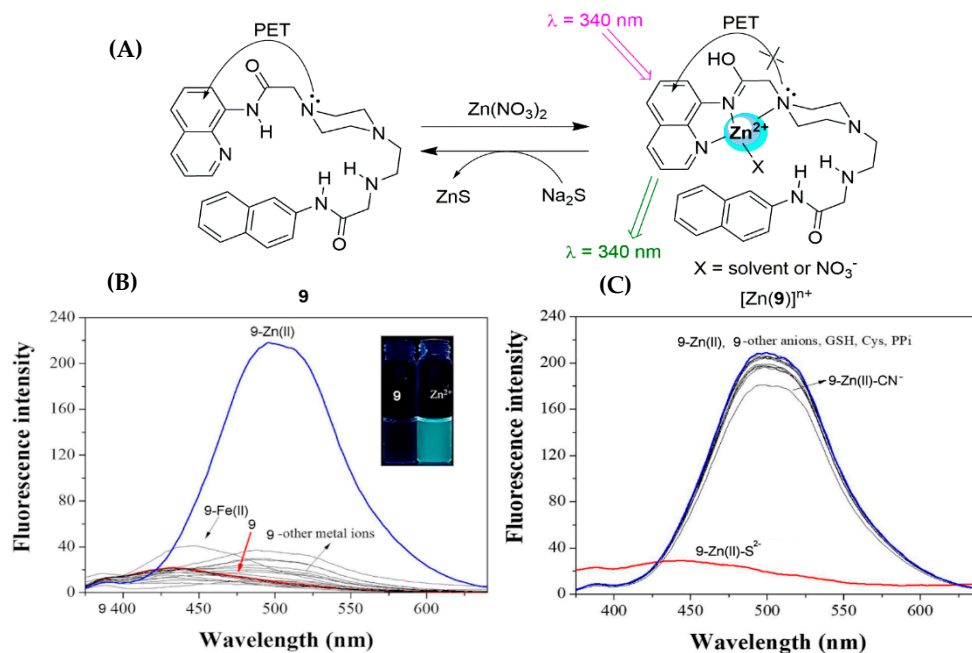 (A)
PET
O
N
H
N
N
N
H
N
H
N
O
Zn(NO₃)₂
ZnS
Na₂S
λ = 340 nm
PET
HO
N
N
N
Zn²⁺
X
N
H
N
H
N
O
λ = 340 nm
X = solvent or NO₃⁻
(B)
9
(C)
[Zn(9)]ⁿ⁺
240
200
160
120
80
40
0
Fluorescence intensity
9-Zn(II)
9
Zn²⁺
9-Fe(II)
9
9 -other metal ions
9 400
450
500
550
600
Wavelength (nm)
240
200
160
120
80
40
0
Fluorescence intensity
9-Zn(II), 9 -other anions, GSH, Cys, PPi
9-Zn(II)-CN⁻
9-Zn(II)-S²⁻
400
450
500
550
600
Wavelength (nm)